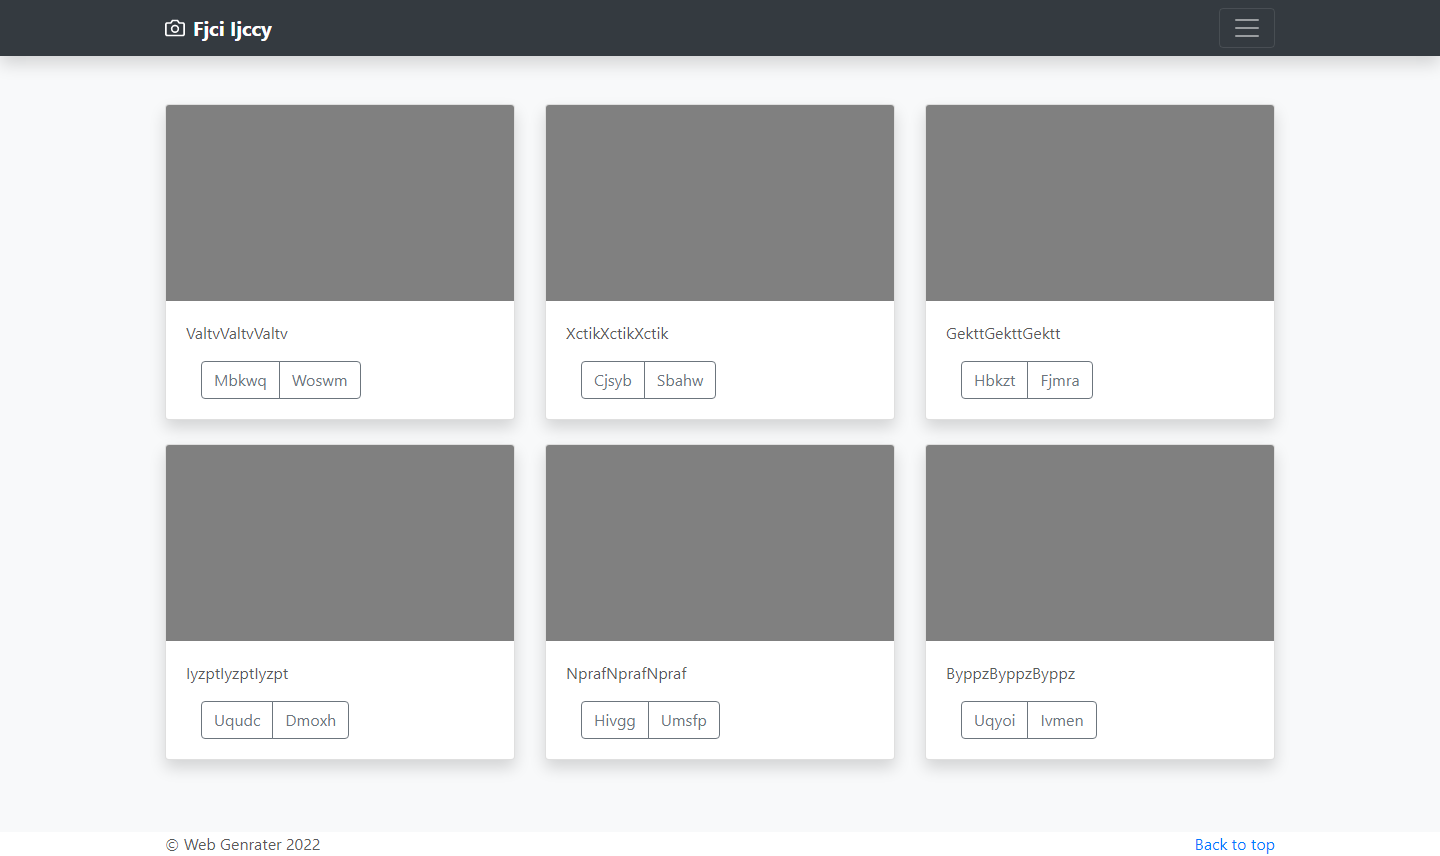 Fjci Ijccy
ValtvValtvValtv
Mbkwq Woswm
XctikXctikXctik
Cjsyb Sbahw
GekttGekttGektt
Hbkzt Fjmra
IyzptIyzptIyzpt
Uqudc Dmoxh
NprafNprafNpraf
Hivgg Umsfp
ByppzByppzByppz
Uqyoi Ivmen
© Web Genrater 2022
Back to top